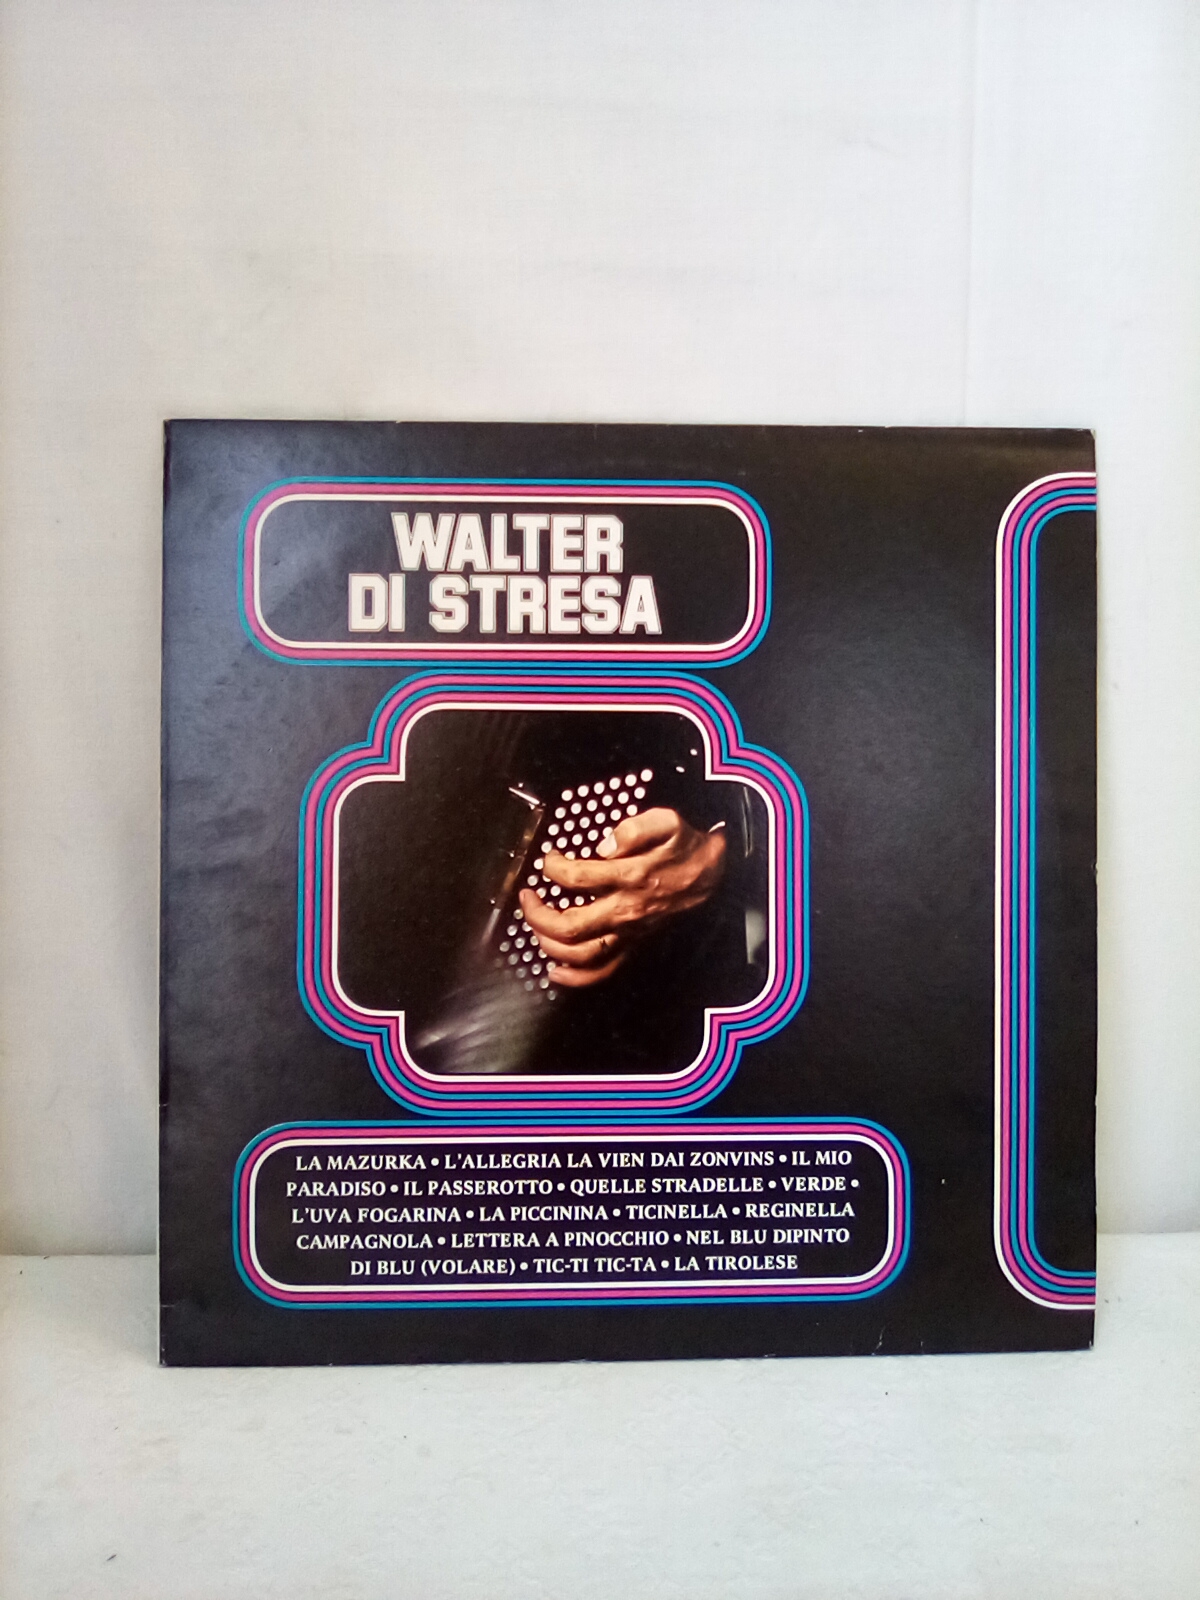 WALTER
DI STRESA
LA MAZURKA • L'ALLEGRIA LA VIEN DAI ZONVINS • IL MIO
PARADISO • IL PASSEROTTO • QUELLE STRADELLE • VERDE •
L'UVA FOGARINA • LA PICCININA • TICINELLA • REGINELLA
CAMPAGNOLA • LETTERA A PINOCCHIO • NEL BLU DIPINTO
DI BLU (VOLARE) • TIC-TI TIC-TA • LA TIROLESE